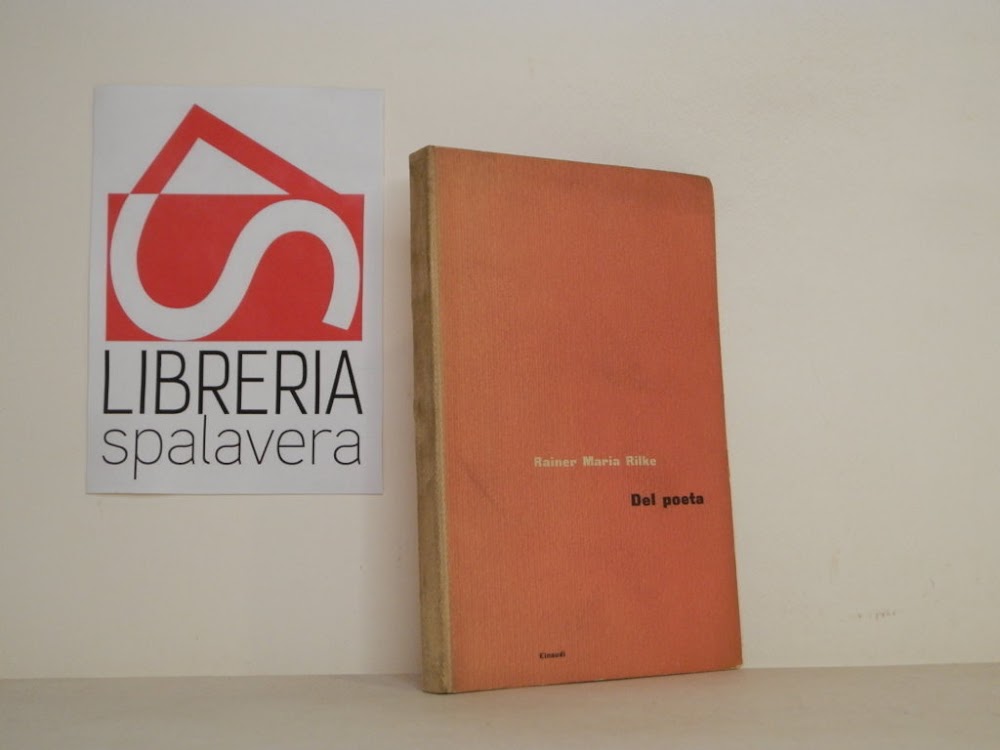 LIBRERIA
spalavera
Rainer Maria Rilke
Del poeta
Einaudi